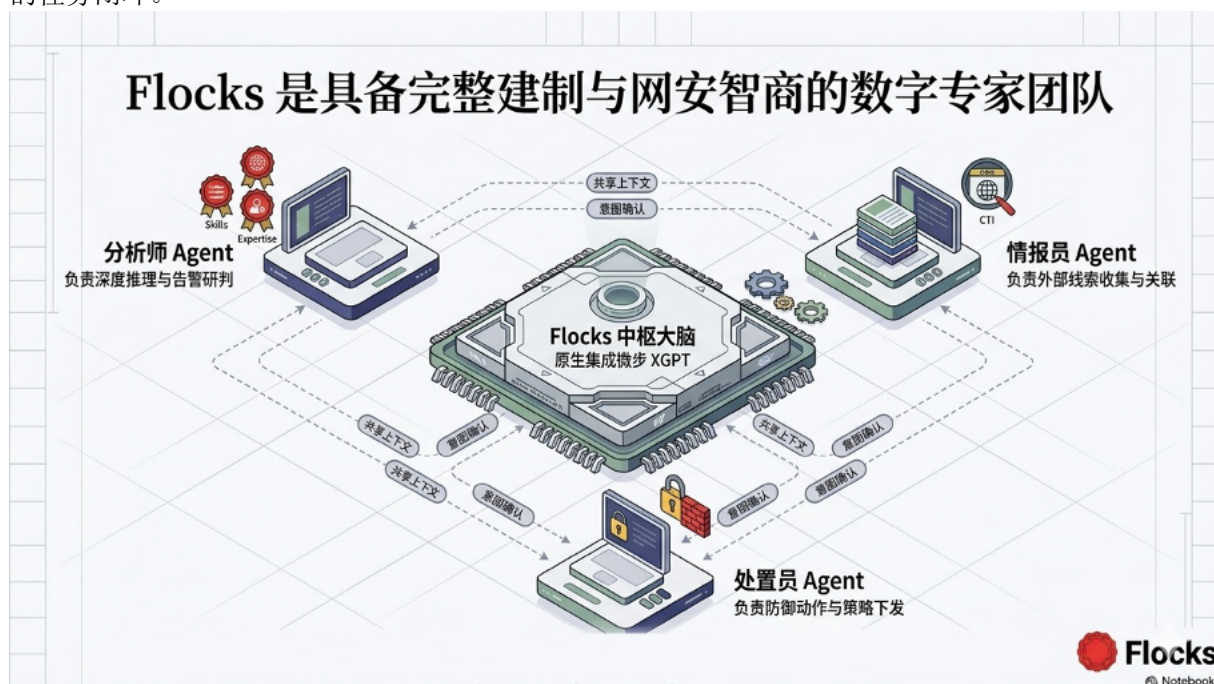 Flocks 是具备完整建制与网安智商的数字专家团队
共享上下文
意图确认
Skills
Expertise
CTI
分析师 Agent
负责深度推理与告警研判
情报员 Agent
负责外部线索收集与关联
Flocks 中枢大脑
原生集成微步 XGPT
共享上下文
意图确认
共享上下文
意图确认
共享上下文
意图确认
意图确认
意图确认
处置员 Agent
负责防御动作与策略下发
Flocks
Notebook